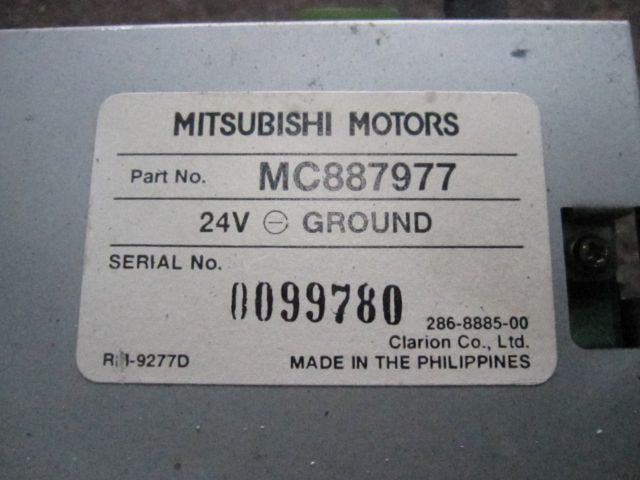 MITSUBISHI MOTORS
Part No. MC887977
24V ⊖ GROUND
SERIAL No.
0099780
286-8885-00
Clarion Co., Ltd.
MADE IN THE PHILIPPINES